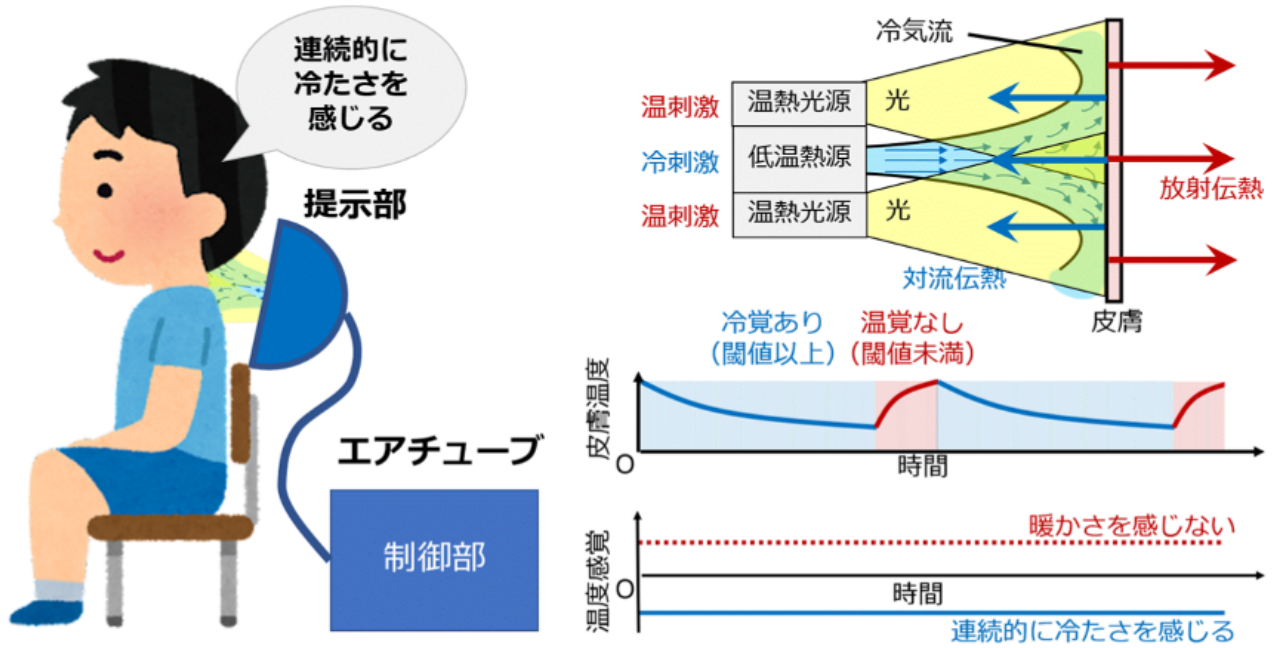 連続的に
冷たさを
感じる
提示部
エアチューブ
制御部
冷気流
温刺激
温熱光源
光
冷刺激
低温熱源
温刺激
温熱光源
光
放射伝熱
対流伝熱
皮膚
冷覚あり
(閾値以上)
温覚なし
(閾値未満)
皮膚温度
O
時間
暖かさを感じない
温度感覚
O
時間
連続的に冷たさを感じる